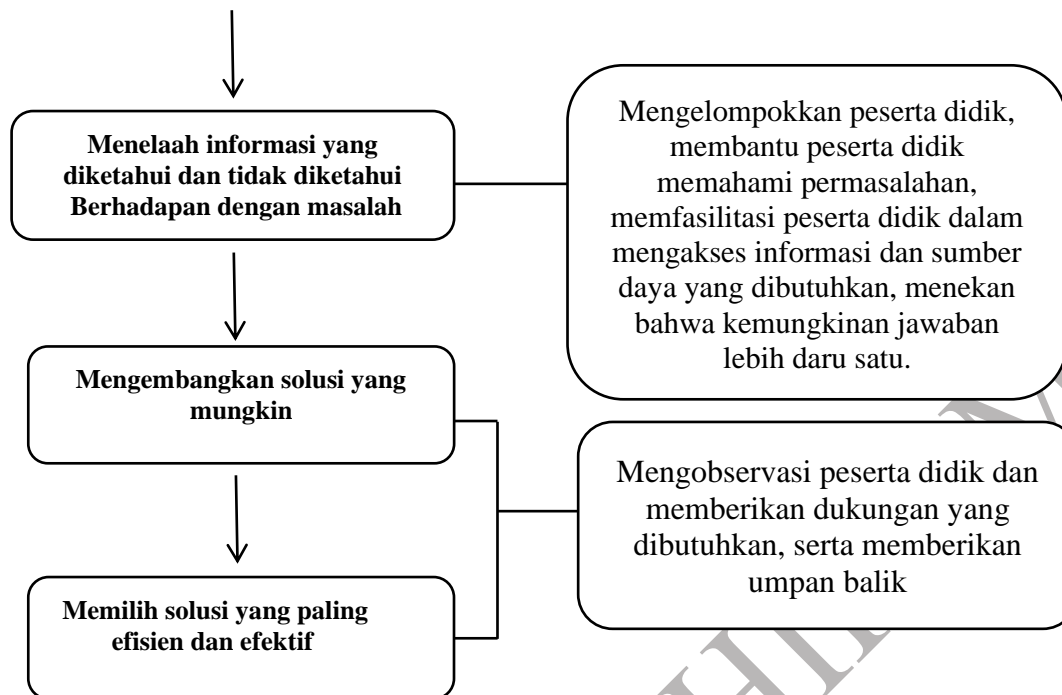 Menelaah informasi yang
diketahui dan tidak diketahui
Berhadapan dengan masalah
Mengelompokkan peserta didik,
membantu peserta didik
memahami permasalahan,
memfasilitasi peserta didik dalam
mengakses informasi dan sumber
daya yang dibutuhkan, menekan
bahwa kemungkinan jawaban
lebih daru satu.
Mengembangkan solusi yang
mungkin
Mengobservasi peserta didik dan
memberikan dukungan yang
dibutuhkan, serta memberikan
umpan balik
Memilih solusi yang paling
efisien dan efektif